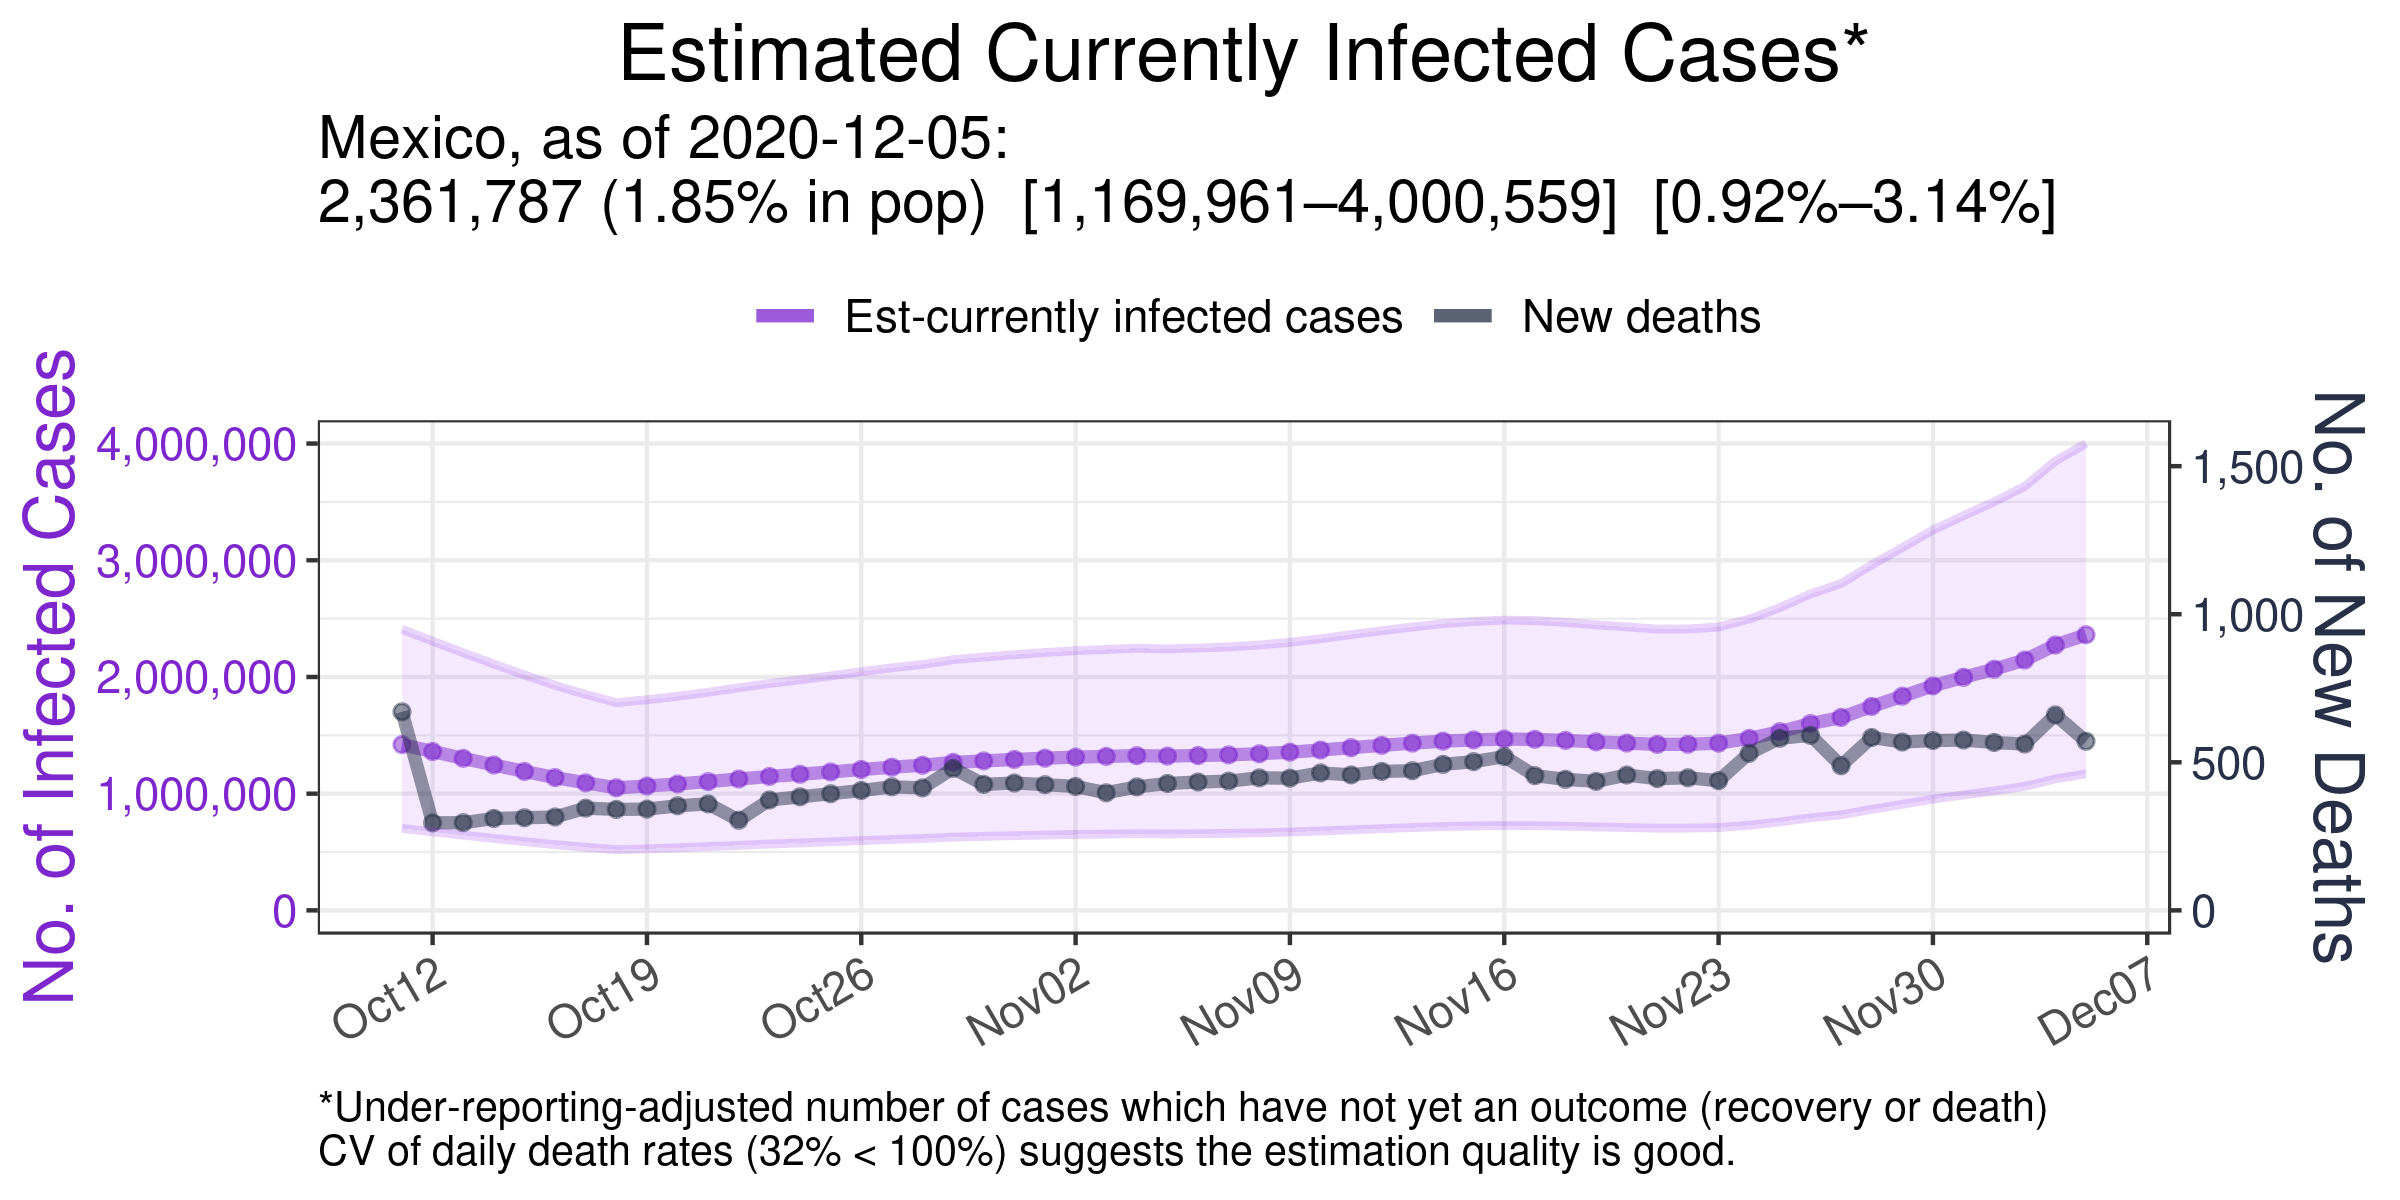 Estimated Currently Infected Cases*
Mexico, as of 2020-12-05:
2,361,787 (1.85% in pop)  [1,169,961–4,000,559]  [0.92%–3.14%]
Est-currently infected cases
New deaths
No. of Infected Cases
4,000,000
3,000,000
2,000,000
1,000,000
0
1,500
1,000
500
0
No. of New Deaths
Oct12
Oct19
Oct26
Nov02
Nov09
Nov16
Nov23
Nov30
Dec07
*Under-reporting-adjusted number of cases which have not yet an outcome (recovery or death)
CV of daily death rates (32% < 100%) suggests the estimation quality is good.